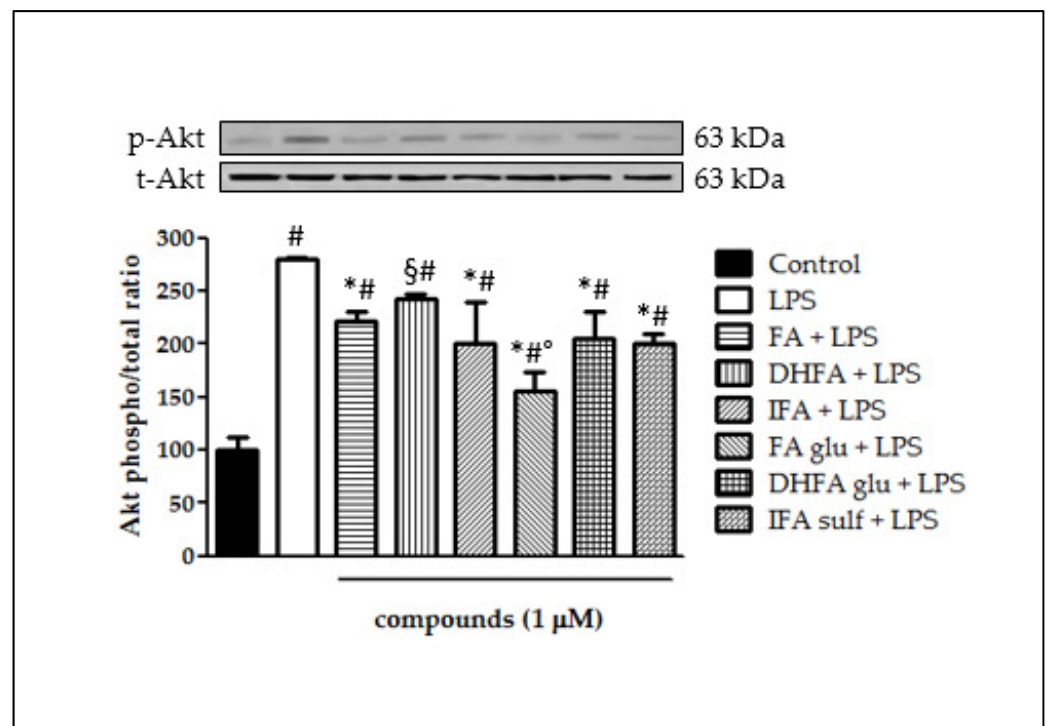 p-Akt 63 kDa
t-Akt 63 kDa
Akt phospho/total ratio
300
250
200
150
100
50
0
#
*#
§#
*#
*#°
*#
*#
Control
LPS
FA + LPS
DHFA + LPS
IFA + LPS
FA glu + LPS
DHFA glu + LPS
IFA sulf + LPS
compounds (1 µM)